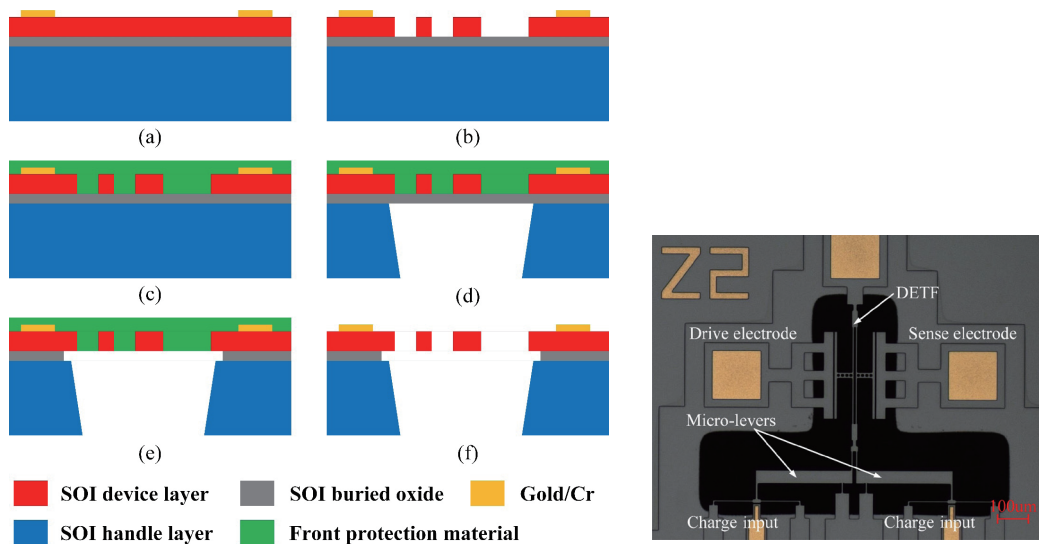 (a)
(b)
(c)
(d)
(e)
(f)
SOI device layer
SOI buried oxide
Gold/Cr
SOI handle layer
Front protection material
Z2
DETF
Drive electrode
Sense electrode
Micro-levers
Charge input
Charge input
100um